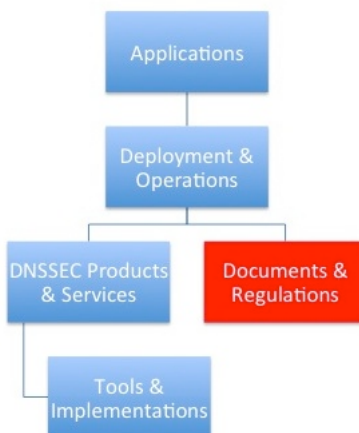 Applications
Deployment &
Operations
DNSSEC Products
& Services
Documents &
Regulations
Tools &
Implementations